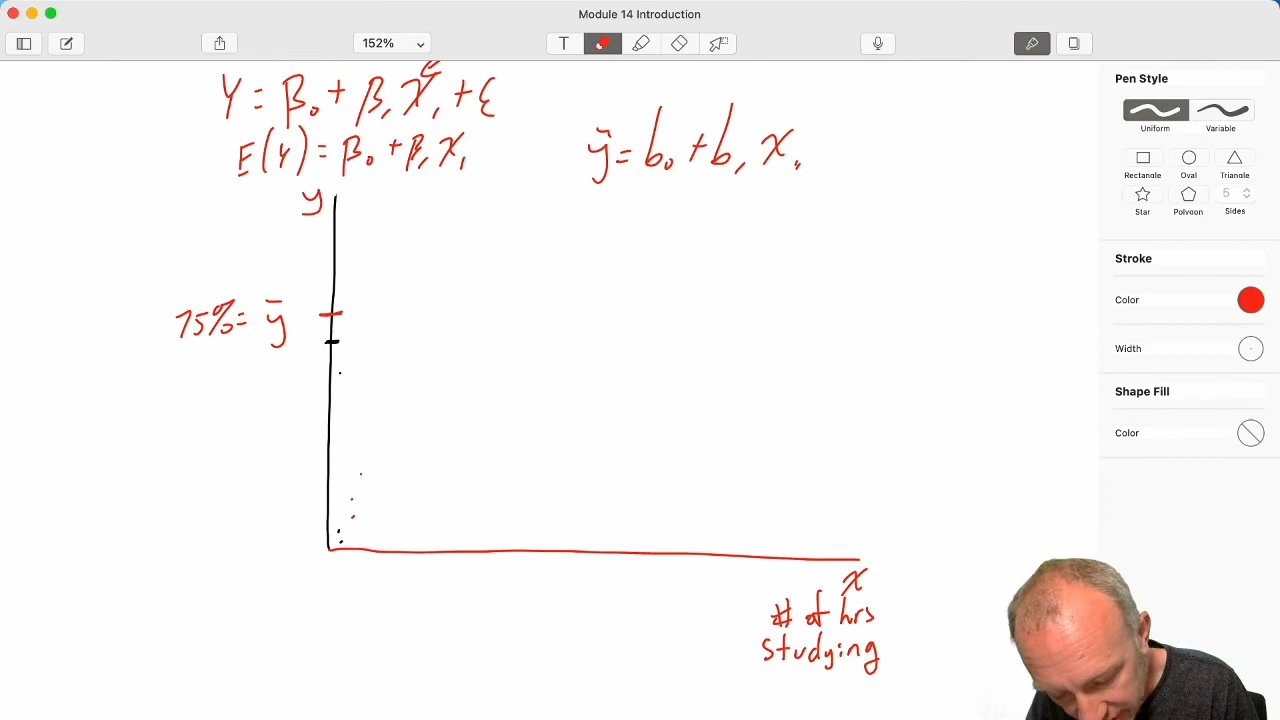 Module 14 Introduction
T
152%
Y = β₀ + β₁X₁ + ε
E(Y) = β₀ + β₁X₁
ŷ = b₀ + b₁X₁
y
75% = ȳ
x
# of hrs
studying
Pen Style
Uniform Variable
Rectangle Oval Triangle
Star Polygon 5 Sides
Stroke
Color
Width
Shape Fill
Color